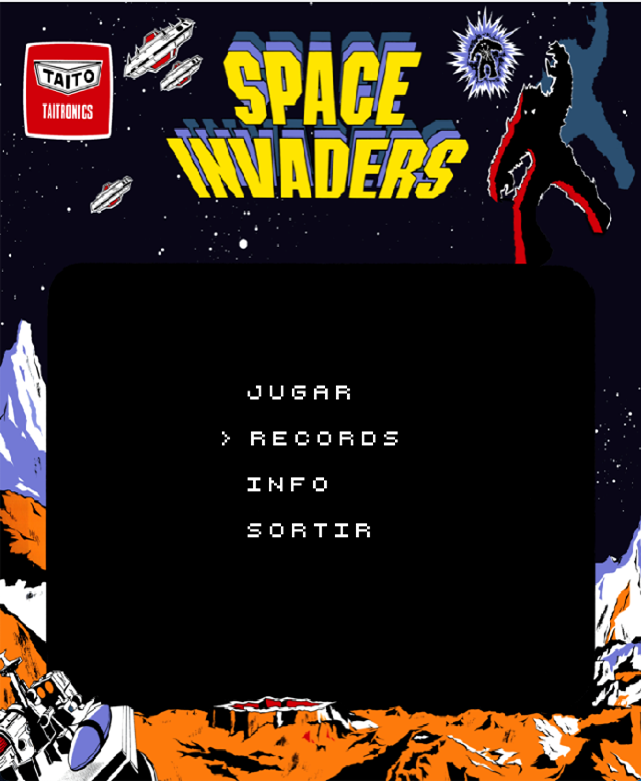 TAITO
TAITRONICS
SPACE
INVADERS
JUGAR
> RECORDS
INFO
SORTIR